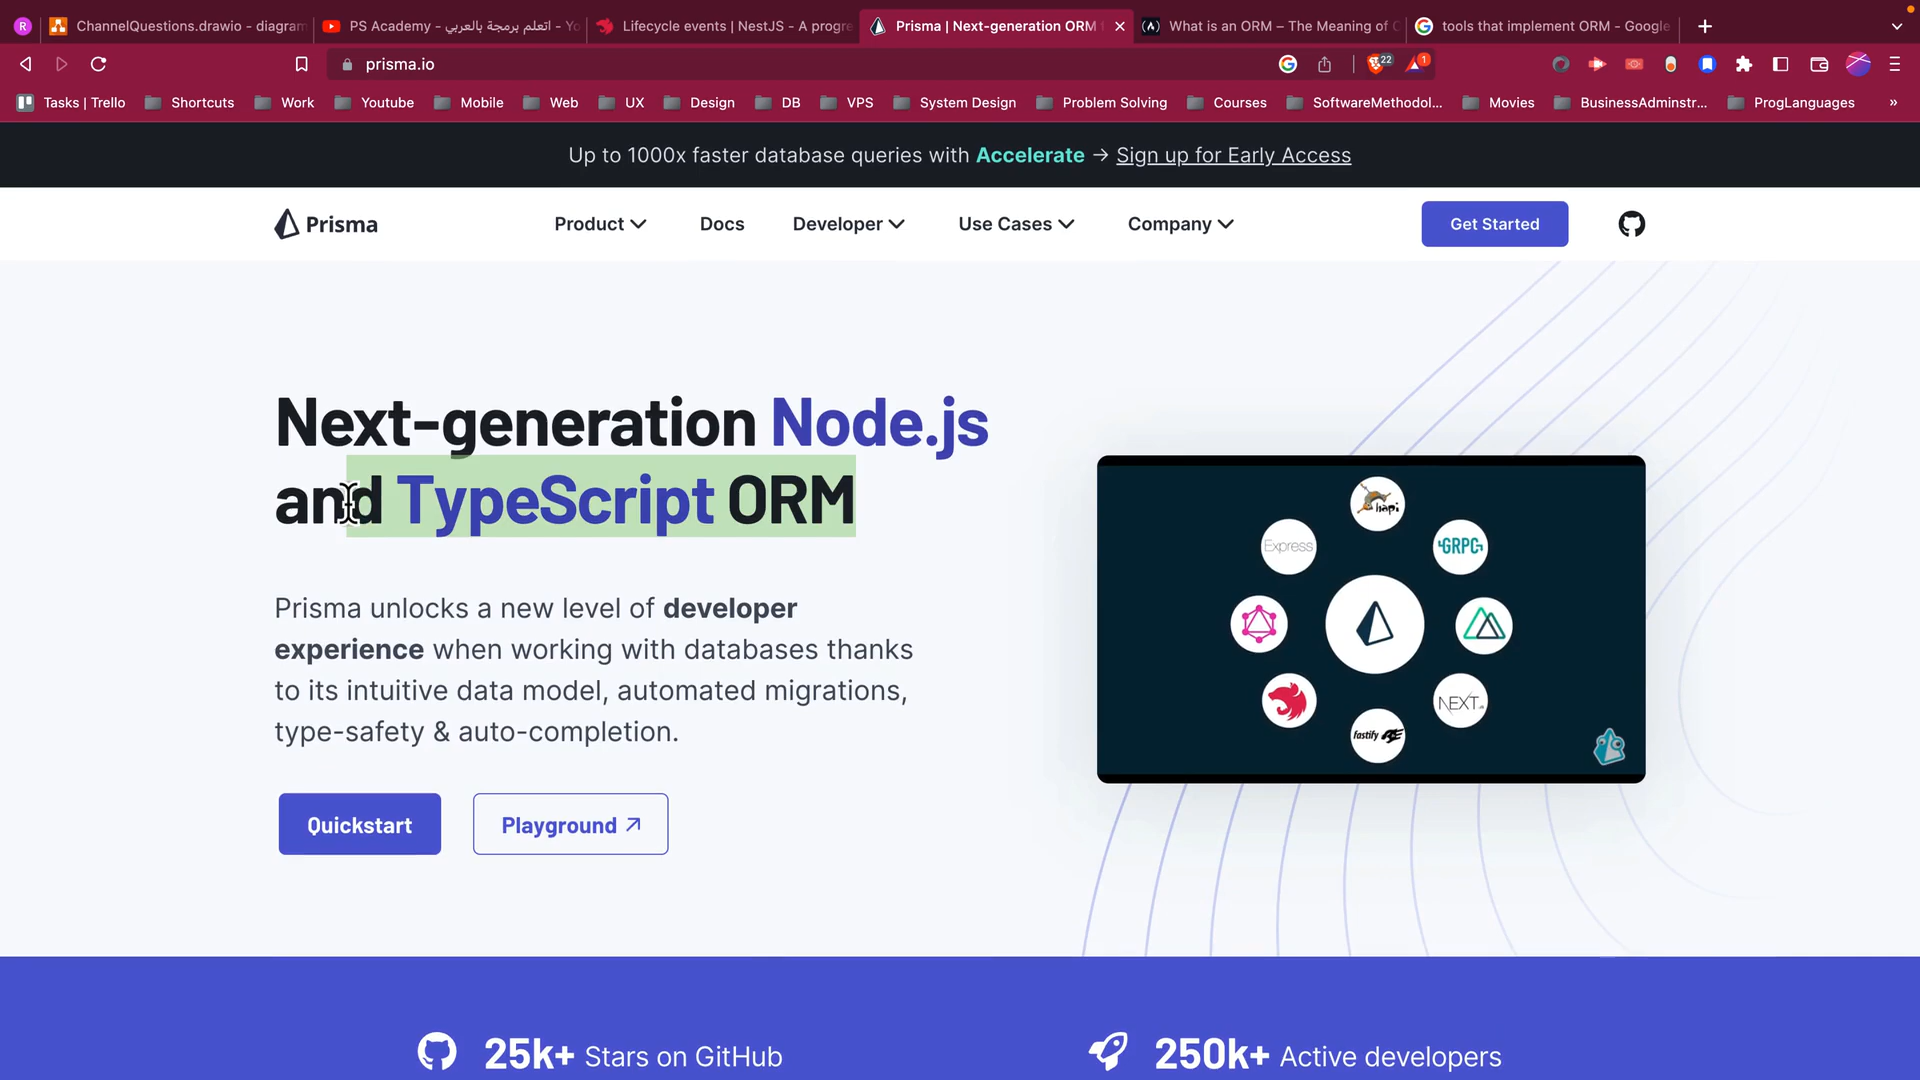 R
ChannelQuestions.drawio - diagram
PS Academy - اتعلم برمجة بالعربي - Yo
Lifecycle events | NestJS - A progre
Prisma | Next-generation ORM
What is an ORM – The Meaning of
tools that implement ORM - Google
prisma.io
22
1
Tasks | Trello
Shortcuts
Work
Youtube
Mobile
Web
UX
Design
DB
VPS
System Design
Problem Solving
Courses
SoftwareMethodol...
Movies
BusinessAdminstr...
ProgLanguages
»
Up to 1000x faster database queries with Accelerate → Sign up for Early Access
Prisma
Product
Docs
Developer
Use Cases
Company
Get Started
Next-generation Node.js
and TypeScript ORM
Prisma unlocks a new level of developer
experience when working with databases thanks
to its intuitive data model, automated migrations,
type-safety & auto-completion.
Quickstart
Playground
hapi
Express
GRPC
NEXT.js
fastify
25k+ Stars on GitHub
250k+ Active developers